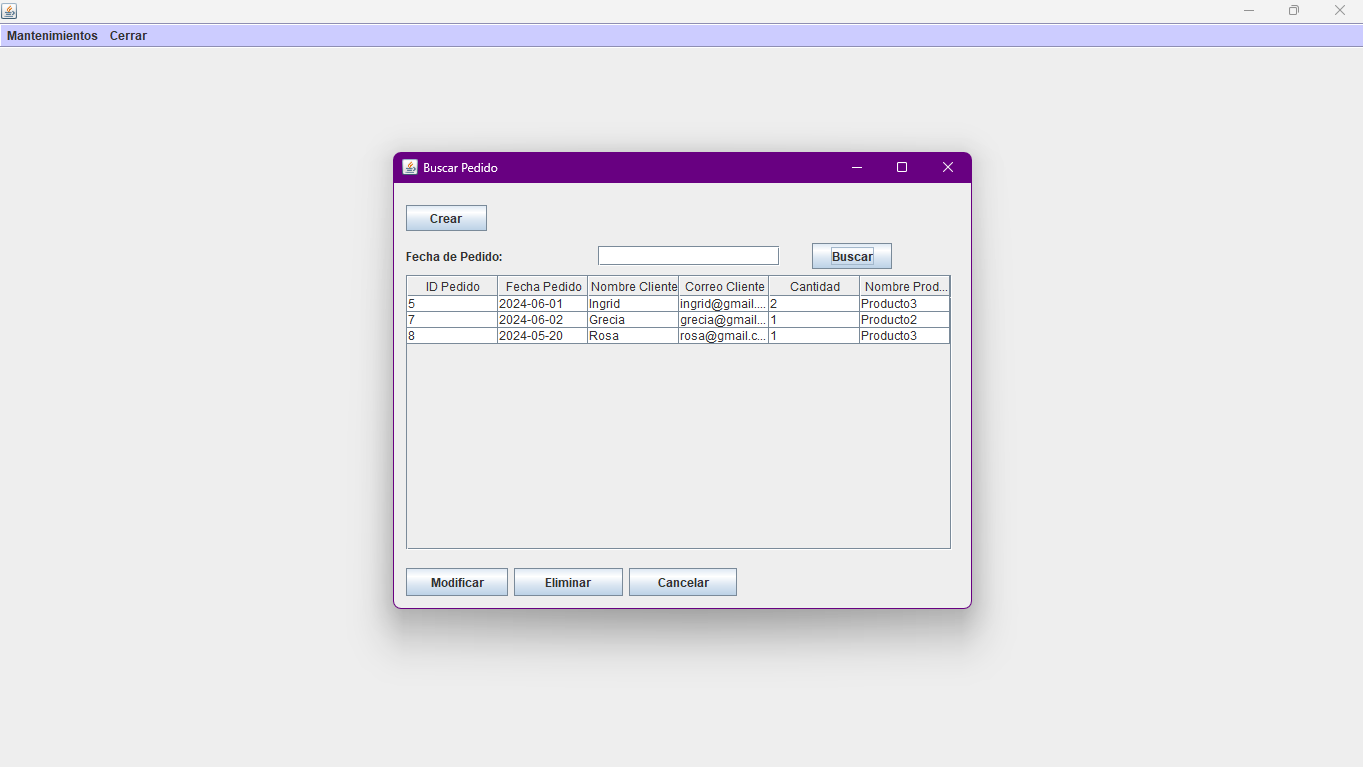 Mantenimientos Cerrar
Buscar Pedido
Crear
Fecha de Pedido: Buscar
ID Pedido Fecha Pedido Nombre Cliente Correo Cliente Cantidad Nombre Prod...
5 2024-06-01 Ingrid ingrid@gmail.... 2 Producto3
7 2024-06-02 Grecia grecia@gmail... 1 Producto2
8 2024-05-20 Rosa rosa@gmail.c... 1 Producto3
Modificar Eliminar Cancelar